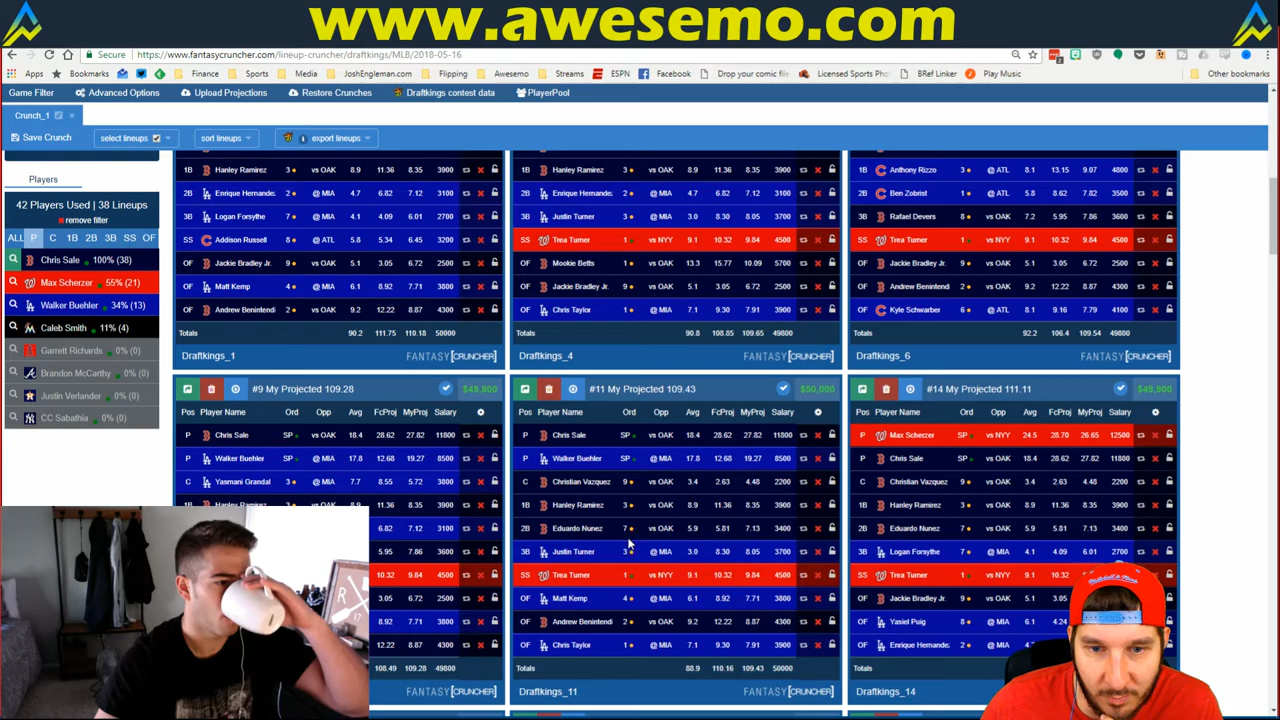 www.awesemo.com
Secure | https://www.fantasycruncher.com/lineup-cruncher/draftkings/MLB/2018-05-16
Apps Bookmarks Finance Sports Media JoshEngleman.com Flipping Awesemo Streams ESPN Facebook Drop your comic file Licensed Sports Pho BRef Linker Play Music Other bookmarks
Game Filter Advanced Options Upload Projections Restore Crunches Draftkings contest data PlayerPool
Crunch_1 ×
Save Crunch select lineups sort lineups export lineups
Players
42 Players Used | 38 Lineups
remove filter
ALL P C 1B 2B 3B SS OF
Chris Sale 100% (38)
Max Scherzer 55% (21)
Walker Buehler 34% (13)
Caleb Smith 11% (4)
Garrett Richards 0% (0)
Brandon McCarthy 0% (0)
Justin Verlander 0% (0)
CC Sabathia 0% (0)
1B Hanley Ramirez 3 vs OAK 8.9 11.36 8.35 3900
2B Enrique Hernandez 2 @ MIA 4.7 6.82 7.12 3100
3B Logan Forsythe 7 @ MIA 4.1 4.09 6.01 2700
SS Addison Russell 8 @ ATL 5.8 5.34 6.45 3200
OF Jackie Bradley Jr. 9 vs OAK 5.1 3.05 6.72 2500
OF Matt Kemp 4 @ MIA 6.1 8.92 7.71 3800
OF Andrew Benintendi 2 vs OAK 9.2 12.22 8.87 4300
Totals 90.2 111.75 110.18 50000
Draftkings_1 FANTASY[CRUNCHER]
1B Hanley Ramirez 3 vs OAK 8.9 11.36 8.35 3900
2B Enrique Hernandez 2 @ MIA 4.7 6.82 7.12 3100
3B Justin Turner 3 @ MIA 3.0 8.30 8.05 3700
SS Trea Turner 1 vs NYY 9.1 10.32 9.84 4500
OF Mookie Betts 1 vs OAK 13.3 15.77 10.09 5700
OF Jackie Bradley Jr. 9 vs OAK 5.1 3.05 6.72 2500
OF Chris Taylor 1 @ MIA 7.1 9.30 7.91 3900
Totals 90.8 108.85 109.65 49800
Draftkings_4 FANTASY[CRUNCHER]
1B Anthony Rizzo 3 @ ATL 8.1 13.15 9.07 4800
2B Ben Zobrist 1 @ ATL 5.8 8.62 7.82 3500
3B Rafael Devers 8 vs OAK 7.2 5.95 7.86 3600
SS Trea Turner 1 vs NYY 9.1 10.32 9.84 4500
OF Jackie Bradley Jr. 9 vs OAK 5.1 3.05 6.72 2500
OF Andrew Benintendi 2 vs OAK 9.2 12.22 8.87 4300
OF Kyle Schwarber 6 @ ATL 7.2 9.16 7.79 4100
Totals 92.2 106.4 109.54 49800
Draftkings_6 FANTASY[CRUNCHER]
#9 My Projected 109.28 $49,800
Pos Player Name Ord Opp Avg FcProj MyProj Salary
P Chris Sale SP vs OAK 18.4 28.62 27.82 11800
P Walker Buehler SP @ MIA 17.8 12.68 19.27 8500
C Yasmani Grandal 3 @ MIA 7.7 8.55 5.72 3800
1B Hanley Ramirez 3 vs OAK 8.9 11.36 8.35 3900
6.82 7.12 3100
5.95 7.86 3600
10.32 9.84 4500
3.05 6.72 2500
8.92 7.71 3800
12.22 8.87 4300
108.49 109.28 49800
FANTASY[CRUNCHER]
#11 My Projected 109.43 $50,000
Pos Player Name Ord Opp Avg FcProj MyProj Salary
P Chris Sale SP vs OAK 18.4 28.62 27.82 11800
P Walker Buehler SP @ MIA 17.8 12.68 19.27 8500
C Christian Vazquez 9 vs OAK 3.4 2.63 4.48 2200
1B Hanley Ramirez 3 vs OAK 8.9 11.36 8.35 3900
2B Eduardo Nunez 7 vs OAK 5.9 5.81 7.13 3400
3B Justin Turner 3 @ MIA 3.0 8.30 8.05 3700
SS Trea Turner 1 vs NYY 9.1 10.32 9.84 4500
OF Matt Kemp 4 @ MIA 6.1 8.92 7.71 3800
OF Andrew Benintendi 2 vs OAK 9.2 12.22 8.87 4300
OF Chris Taylor 1 @ MIA 7.1 9.30 7.91 3900
Totals 88.9 110.16 109.43 50000
Draftkings_11 FANTASY[CRUNCHER]
#14 My Projected 111.11 $49,900
Pos Player Name Ord Opp Avg FcProj MyProj Salary
P Max Scherzer SP vs NYY 24.5 28.70 26.65 12500
P Chris Sale SP vs OAK 18.4 28.62 27.82 11800
C Christian Vazquez 9 vs OAK 3.4 2.63 4.48 2200
1B Hanley Ramirez 3 vs OAK 8.9 11.36 8.35 3900
2B Eduardo Nunez 7 vs OAK 5.9 5.81 7.13 3400
3B Logan Forsythe 7 @ MIA 4.1 4.09 6.01 2700
SS Trea Turner 1 vs NYY 9.1 10.32 9.84 4500
OF Jackie Bradley Jr. 9 vs OAK 5.1 3.05
OF Yasiel Puig 8 @ MIA 6.1 4.24
OF Enrique Hernandez 2 @ MIA
Totals
Draftkings_14